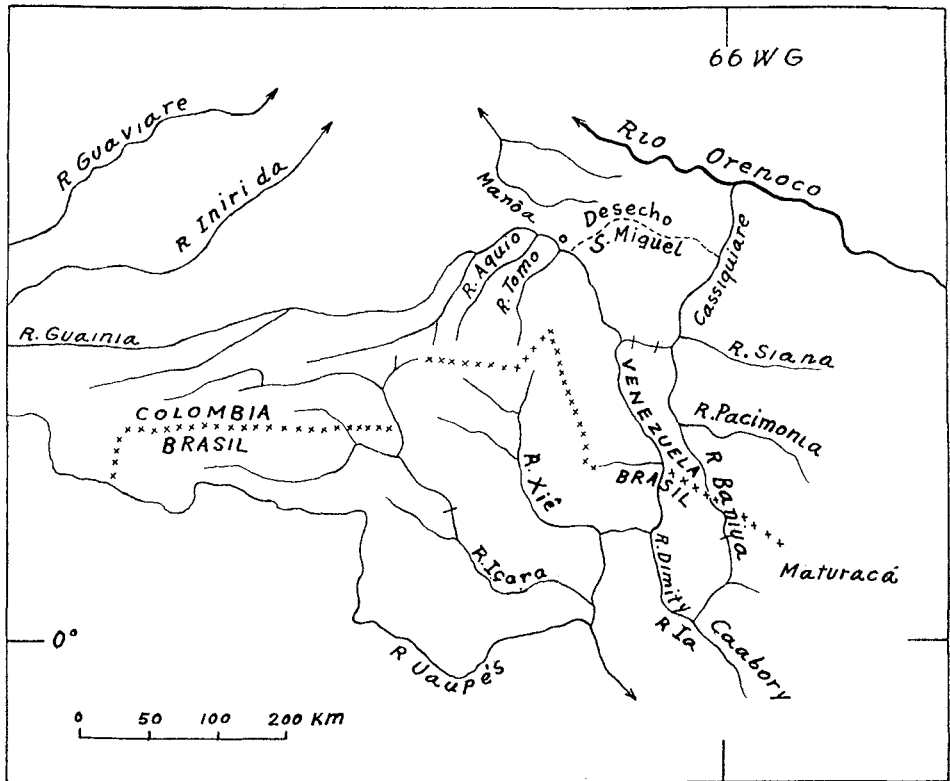 66 W G
R Guaviare
Rio Orenoco
R Inirida
Manôa
Desecho
S. Miguel
R. Aquio
R. Tomo
Cassiquiare
R. Guainia
R. Siana
VENEZUELA
COLOMBIA
BRASIL
R. Pacimonia
R. Xiê
BRASIL
R Baniya
Maturacá
R. Içara
R. Dimity
0°
R Ia
Caabory
R Uaupés
0 50 100 200 KM